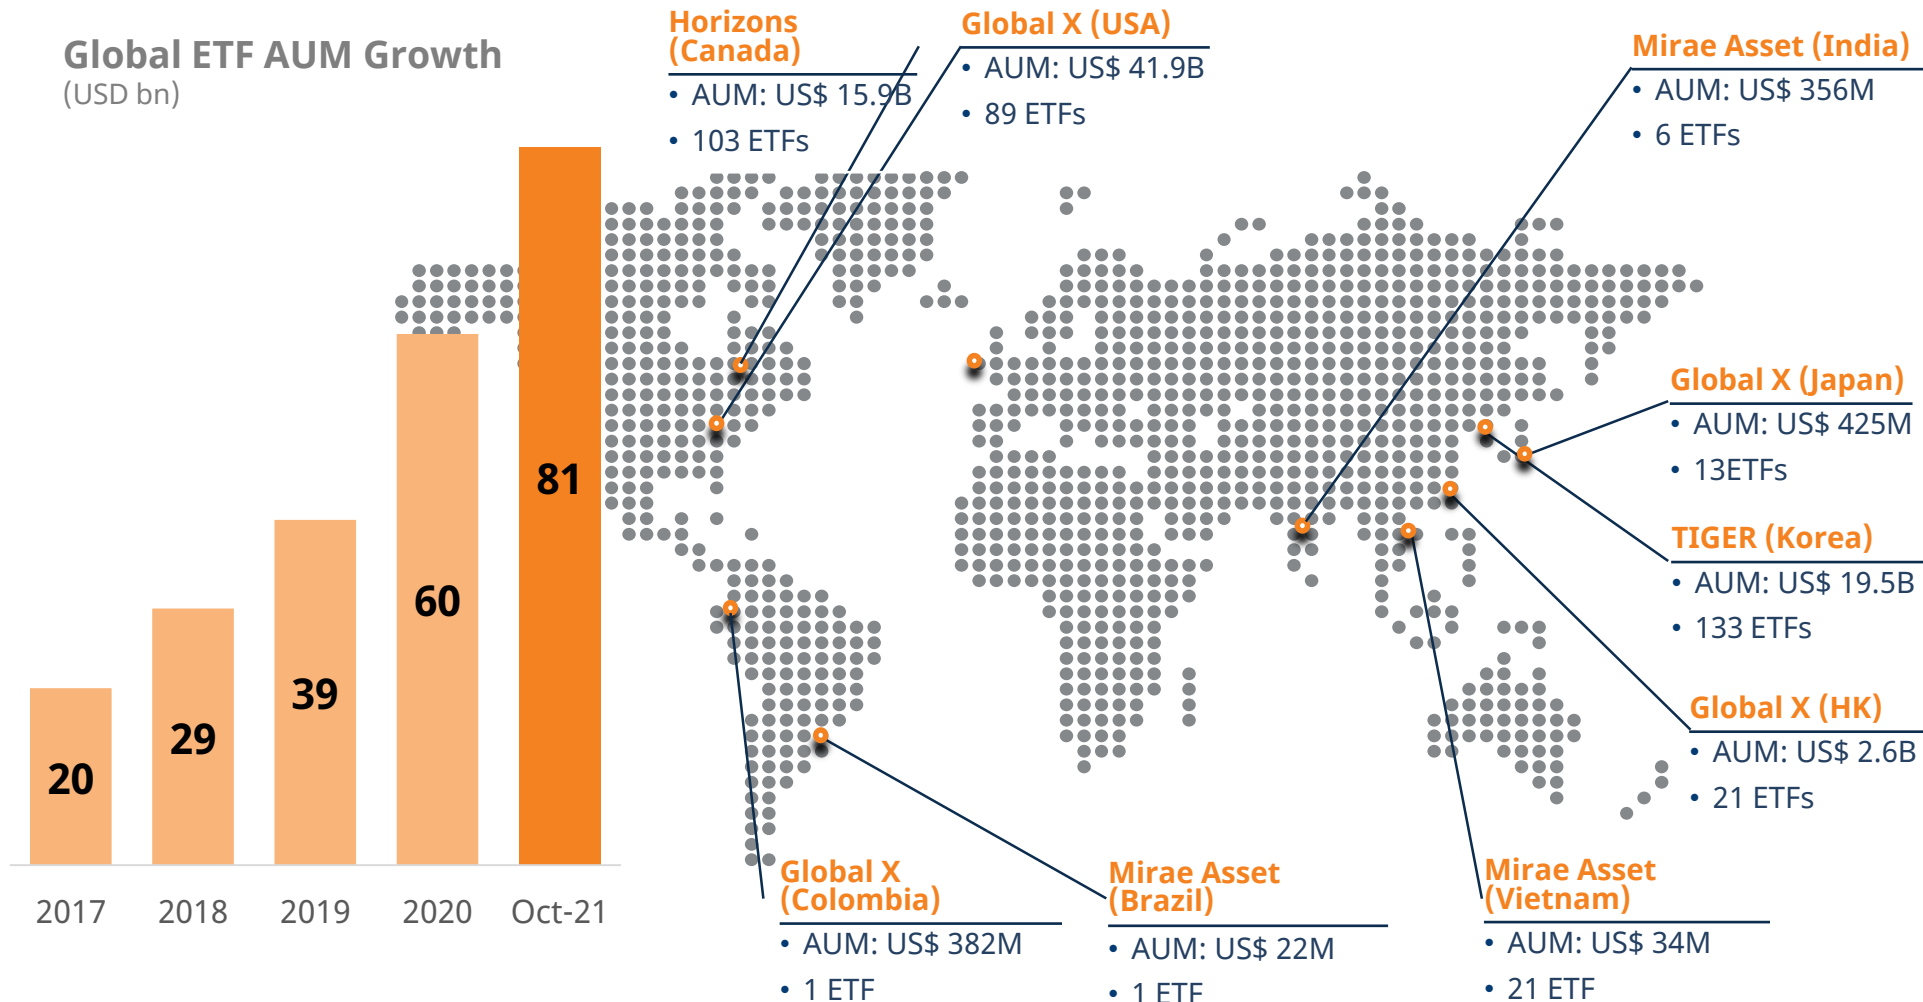 Global ETF AUM Growth
(USD bn)
81
60
39
29
20
2017
2018
2019
2020
Oct-21
Horizons
(Canada)
• AUM: US$ 15.9B
• 103 ETFs
Global X (USA)
• AUM: US$ 41.9B
• 89 ETFs
Mirae Asset (India)
• AUM: US$ 356M
• 6 ETFs
Global X (Japan)
• AUM: US$ 425M
• 13ETFs
TIGER (Korea)
• AUM: US$ 19.5B
• 133 ETFs
Global X (HK)
• AUM: US$ 2.6B
• 21 ETFs
Global X
(Colombia)
• AUM: US$ 382M
• 1 ETF
Mirae Asset
(Brazil)
• AUM: US$ 22M
• 1 ETF
Mirae Asset
(Vietnam)
• AUM: US$ 34M
• 21 ETF